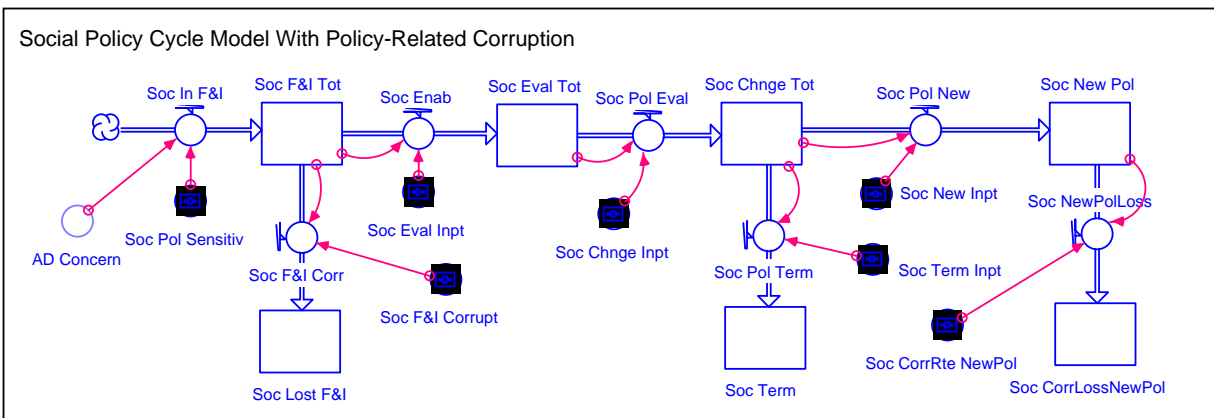 Social Policy Cycle Model With Policy-Related Corruption
Soc In F&I
Soc F&I Tot
Soc Enab
Soc Eval Tot
Soc Pol Eval
Soc Chnge Tot
Soc Pol New
Soc New Pol
AD Concern
Soc Pol Sensitiv
Soc Eval Inpt
Soc Chnge Inpt
Soc New Inpt
Soc NewPolLoss
Soc F&I Corr
Soc F&I Corrupt
Soc Pol Term
Soc Term Inpt
Soc Lost F&I
Soc Term
Soc CorrRte NewPol
Soc CorrLossNewPol